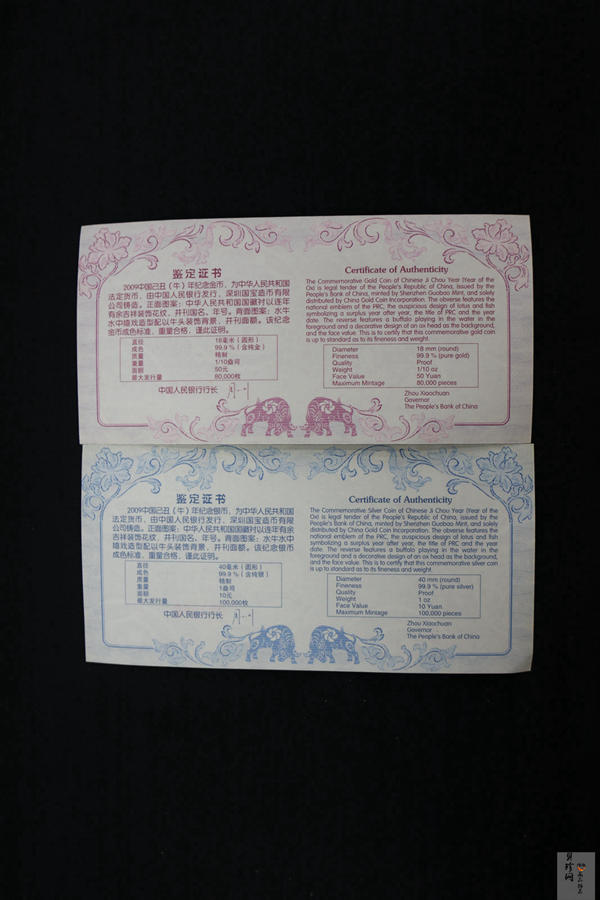 鉴定证书
2009中国己丑（牛）年纪念金币，为中华人民共和国
法定货币，由中国人民银行发行，深圳国宝造币有限
公司铸造。正面图案：中华人民共和国国徽衬以连年
有余吉祥装饰花纹，并刊国名、年号。背面图案：水牛
水中嬉戏造型配以牛头装饰背景，并刊面额。该纪念
金币成色标准，重量合格，谨此证明。
直径 18毫米（圆形）
成色 99.9％（含纯金）
质量 精制
重量 1/10盎司
面额 50元
最大发行量 80,000枚
中国人民银行行长
Certificate of Authenticity
The Commemorative Gold Coin of Chinese Ji Chou Year (Year of the
Ox) is legal tender of the People's Republic of China, issued by the
People's Bank of China, minted by Shenzhen Guobao Mint, and solely
distributed by China Gold Coin Incorporation. The obverse features the
national emblem of the PRC, the auspicious design of lotus and fish
symbolizing a surplus year after year, the title of PRC and the year
date. The reverse features a buffalo playing in the water in the
foreground and a decorative design of an ox head as the background,
and the face value. This is to certify that this commemorative gold coin
is up to standard as to its fineness and weight.
Diameter 18 mm (round)
Fineness 99.9 % (pure gold)
Quality Proof
Weight 1/10 oz
Face Value 50 Yuan
Maximum Mintage 80,000 pieces
Zhou Xiaochuan
Governor
The People's Bank of China
鉴定证书
2009中国己丑（牛）年纪念银币，为中华人民共和国
法定货币，由中国人民银行发行，深圳国宝造币有限
公司铸造。正面图案：中华人民共和国国徽衬以连年有余
吉祥装饰花纹，并刊国名、年号。背面图案：水牛水中
嬉戏造型配以牛头装饰背景，并刊面额。该纪念银币
成色标准，重量合格，谨此证明。
直径 40毫米（圆形）
成色 99.9％（含纯银）
质量 精制
重量 1盎司
面额 10元
最大发行量 100,000枚
中国人民银行行长
Certificate of Authenticity
The Commemorative Silver Coin of Chinese Ji Chou Year (Year of the
Ox) is legal tender of the People's Republic of China, issued by the
People's Bank of China, minted by Shenzhen Guobao Mint, and solely
distributed by China Gold Coin Incorporation. The obverse features the
national emblem of the PRC, the auspicious design of lotus and fish
symbolizing a surplus year after year, the title of PRC and the year
date. The reverse features a buffalo playing in the water in the
foreground and a decorative design of an ox head as the background,
and the face value. This is to certify that this commemorative silver coin
is up to standard as to its fineness and weight.
Diameter 40 mm (round)
Fineness 99.9 % (pure silver)
Quality Proof
Weight 1 oz
Face Value 10 Yuan
Maximum Mintage 100,000 pieces
Zhou Xiaochuan
Governor
The People's Bank of China